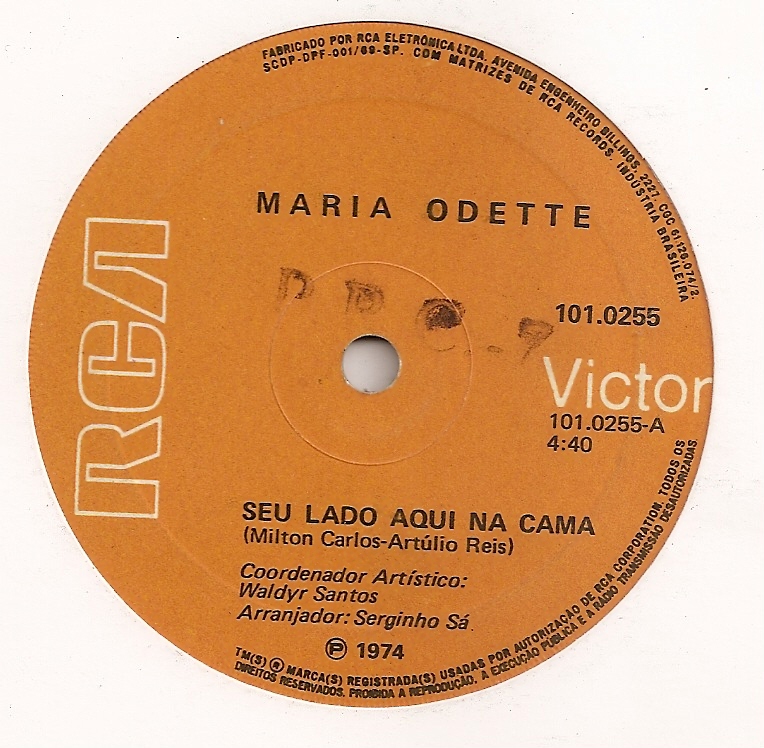 FABRICADO POR RCA ELETRÔNICA LTDA. AVENIDA ENGENHEIRO BILLINGS, 2227. CGC 61.126.074/2.
SCDP-DPF-001/69-SP. COM MATRIZES DE RCA RECORDS. INDÚSTRIA BRASILEIRA
MARIA ODETTE
101.0255
RCA
Victor
101.0255-A
4:40
SEU LADO AQUI NA CAMA
(Milton Carlos-Artúlio Reis)
Coordenador Artístico:
Waldyr Santos
Arranjador: Serginho Sá
℗ 1974
TM(S) ® MARCA(S) REGISTRADA(S) USADAS POR AUTORIZAÇÃO DE RCA CORPORATION. TODOS OS
DIREITOS RESERVADOS. PROIBIDA A REPRODUÇÃO, A EXECUÇÃO PÚBLICA E A RÁDIO TRANSMISSÃO DESAUTORIZADAS.